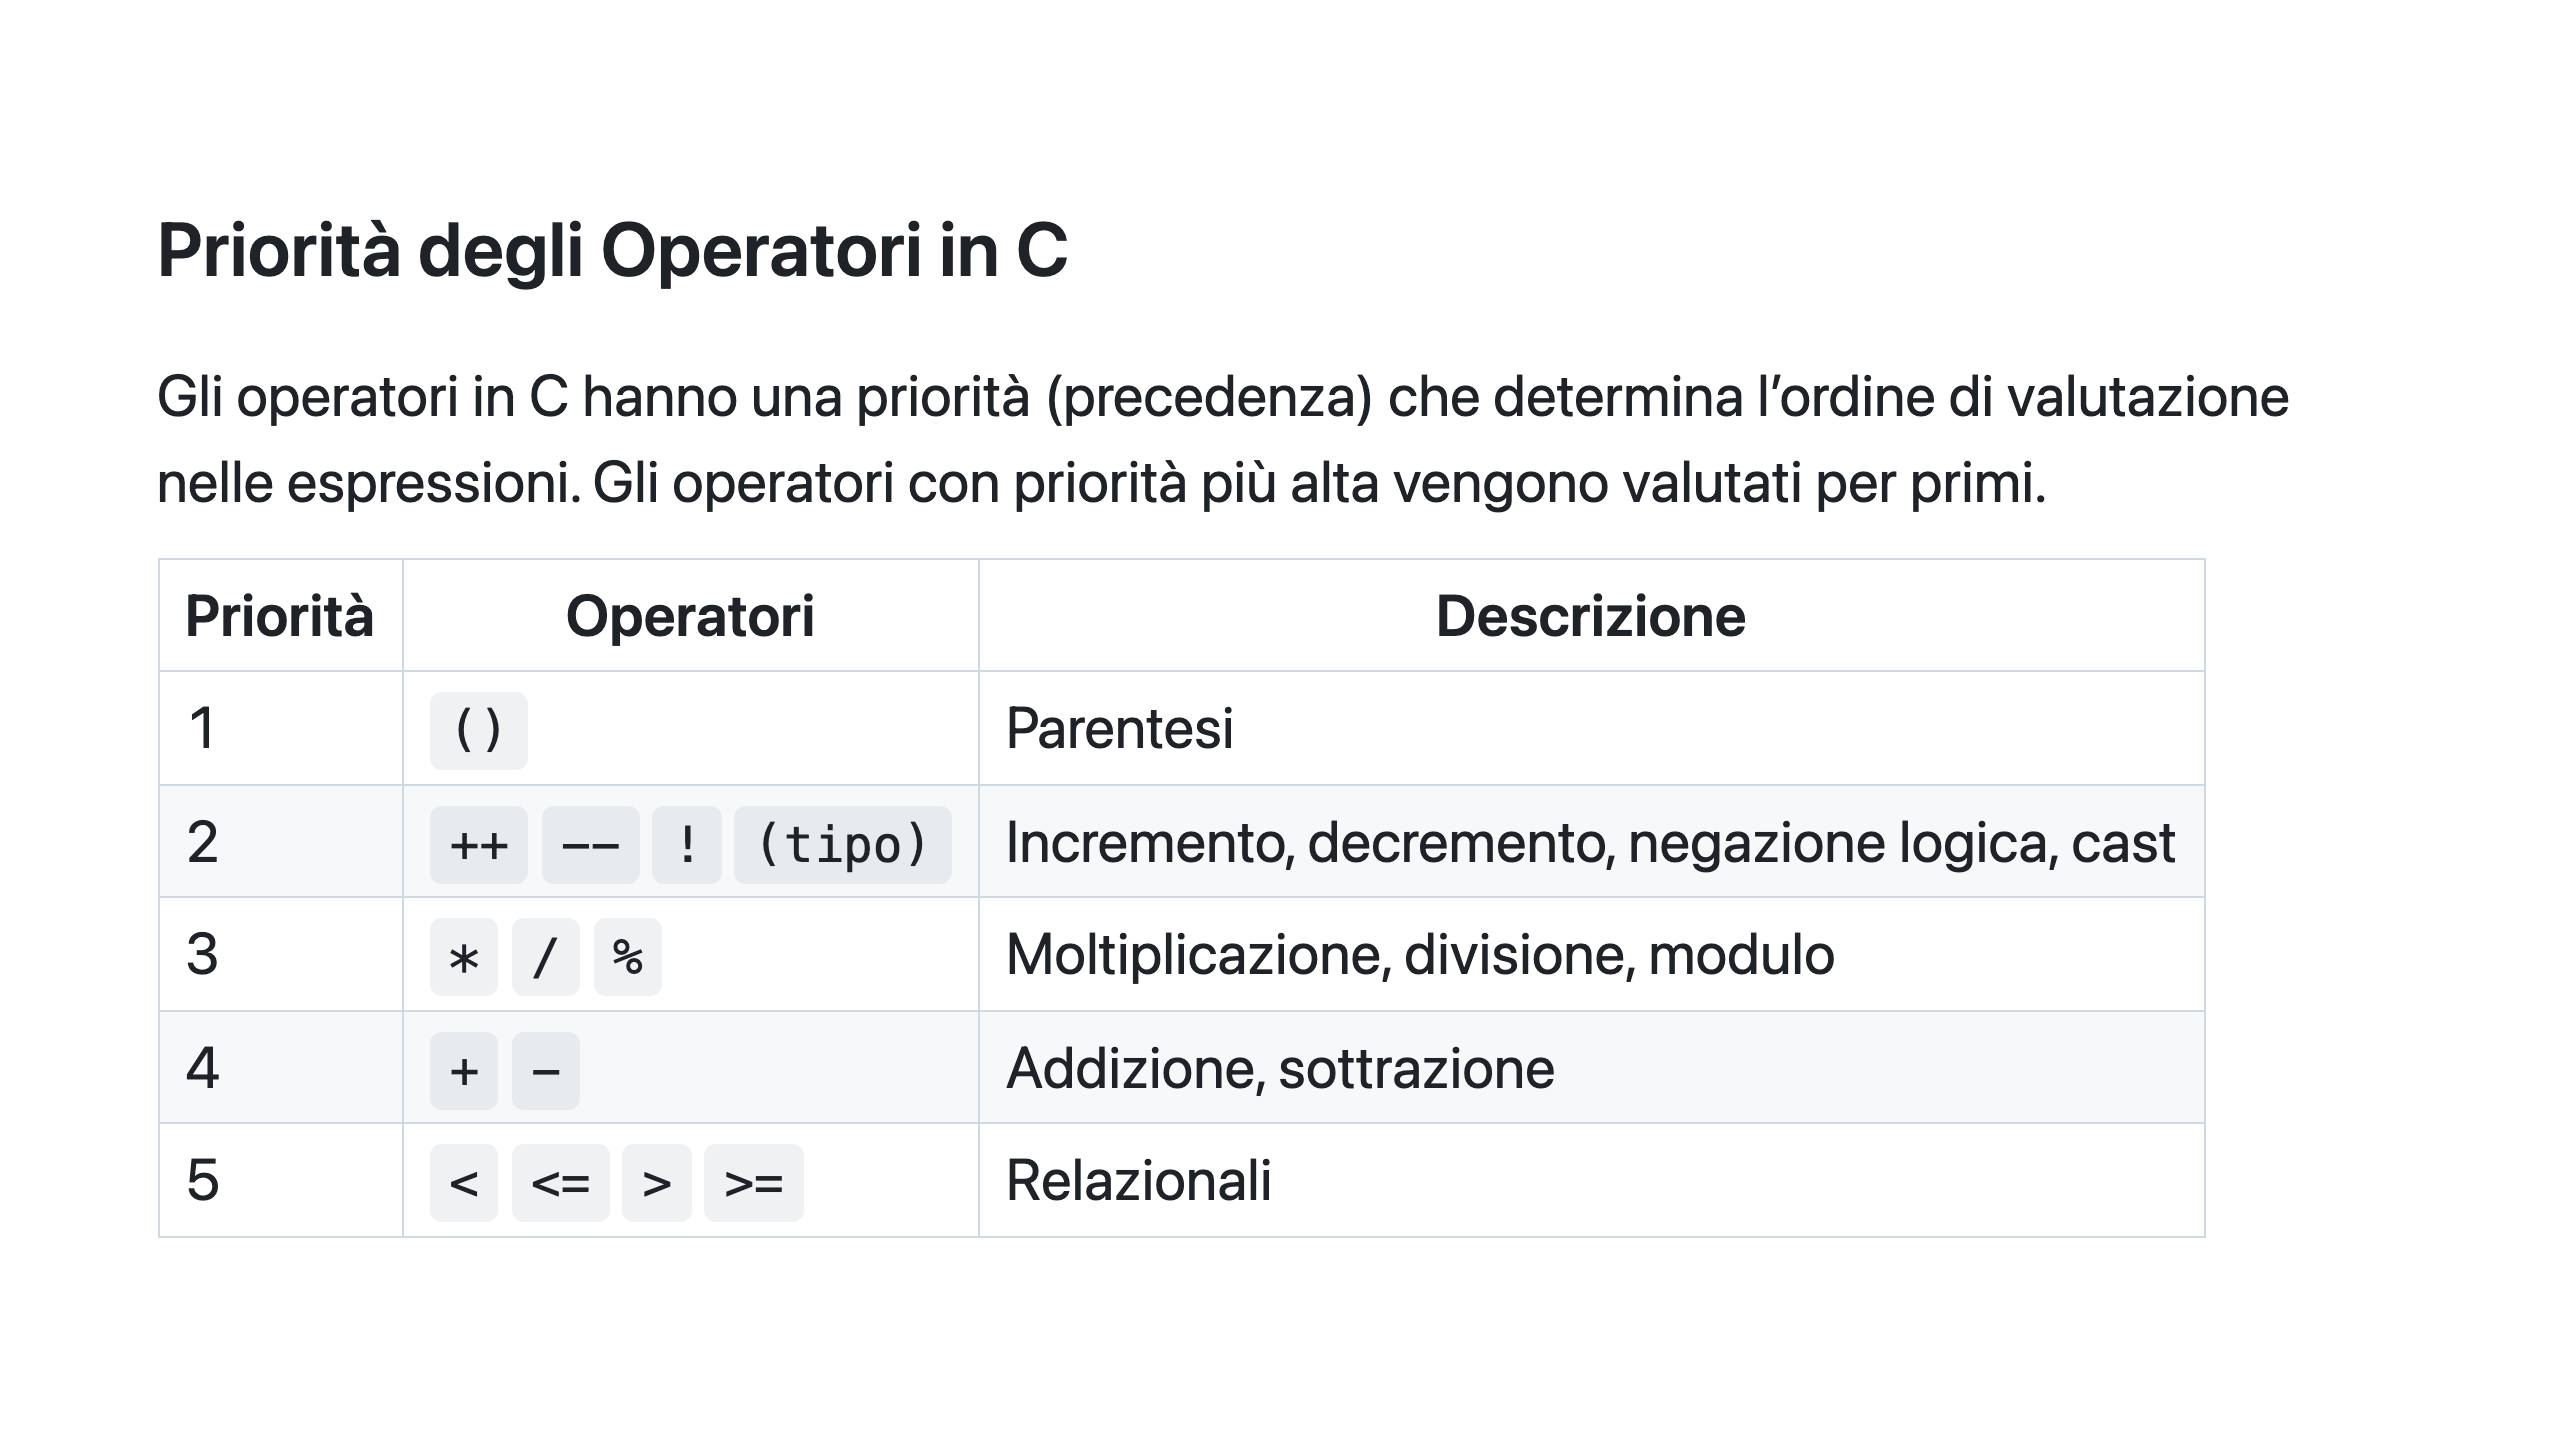 Priorità degli Operatori in C
Gli operatori in C hanno una priorità (precedenza) che determina l’ordine di valutazione
nelle espressioni. Gli operatori con priorità più alta vengono valutati per primi.
Priorità Operatori Descrizione
1 () Parentesi
2 ++ -- ! (tipo) Incremento, decremento, negazione logica, cast
3 * / % Moltiplicazione, divisione, modulo
4 + - Addizione, sottrazione
5 < <= > >= Relazionali